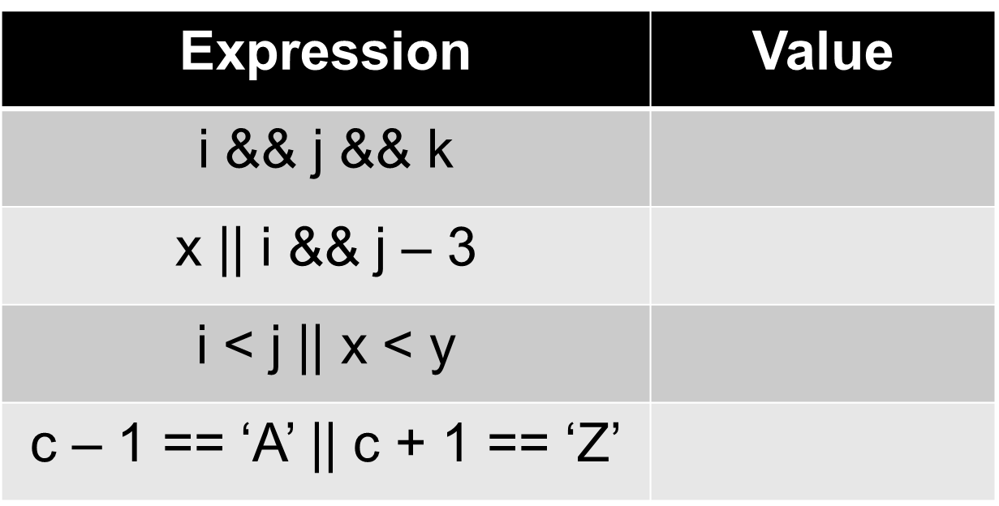 Expression Value
i && j && k
x || i && j – 3
i < j || x < y
c – 1 == ‘A’ || c + 1 == ‘Z’